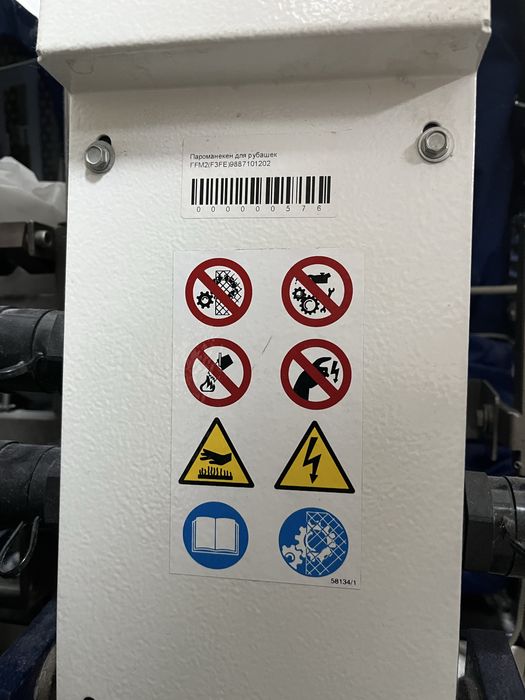 Пароманекен для рубашек
FFM2(F3FE)9887101202
0000000576
58134/1